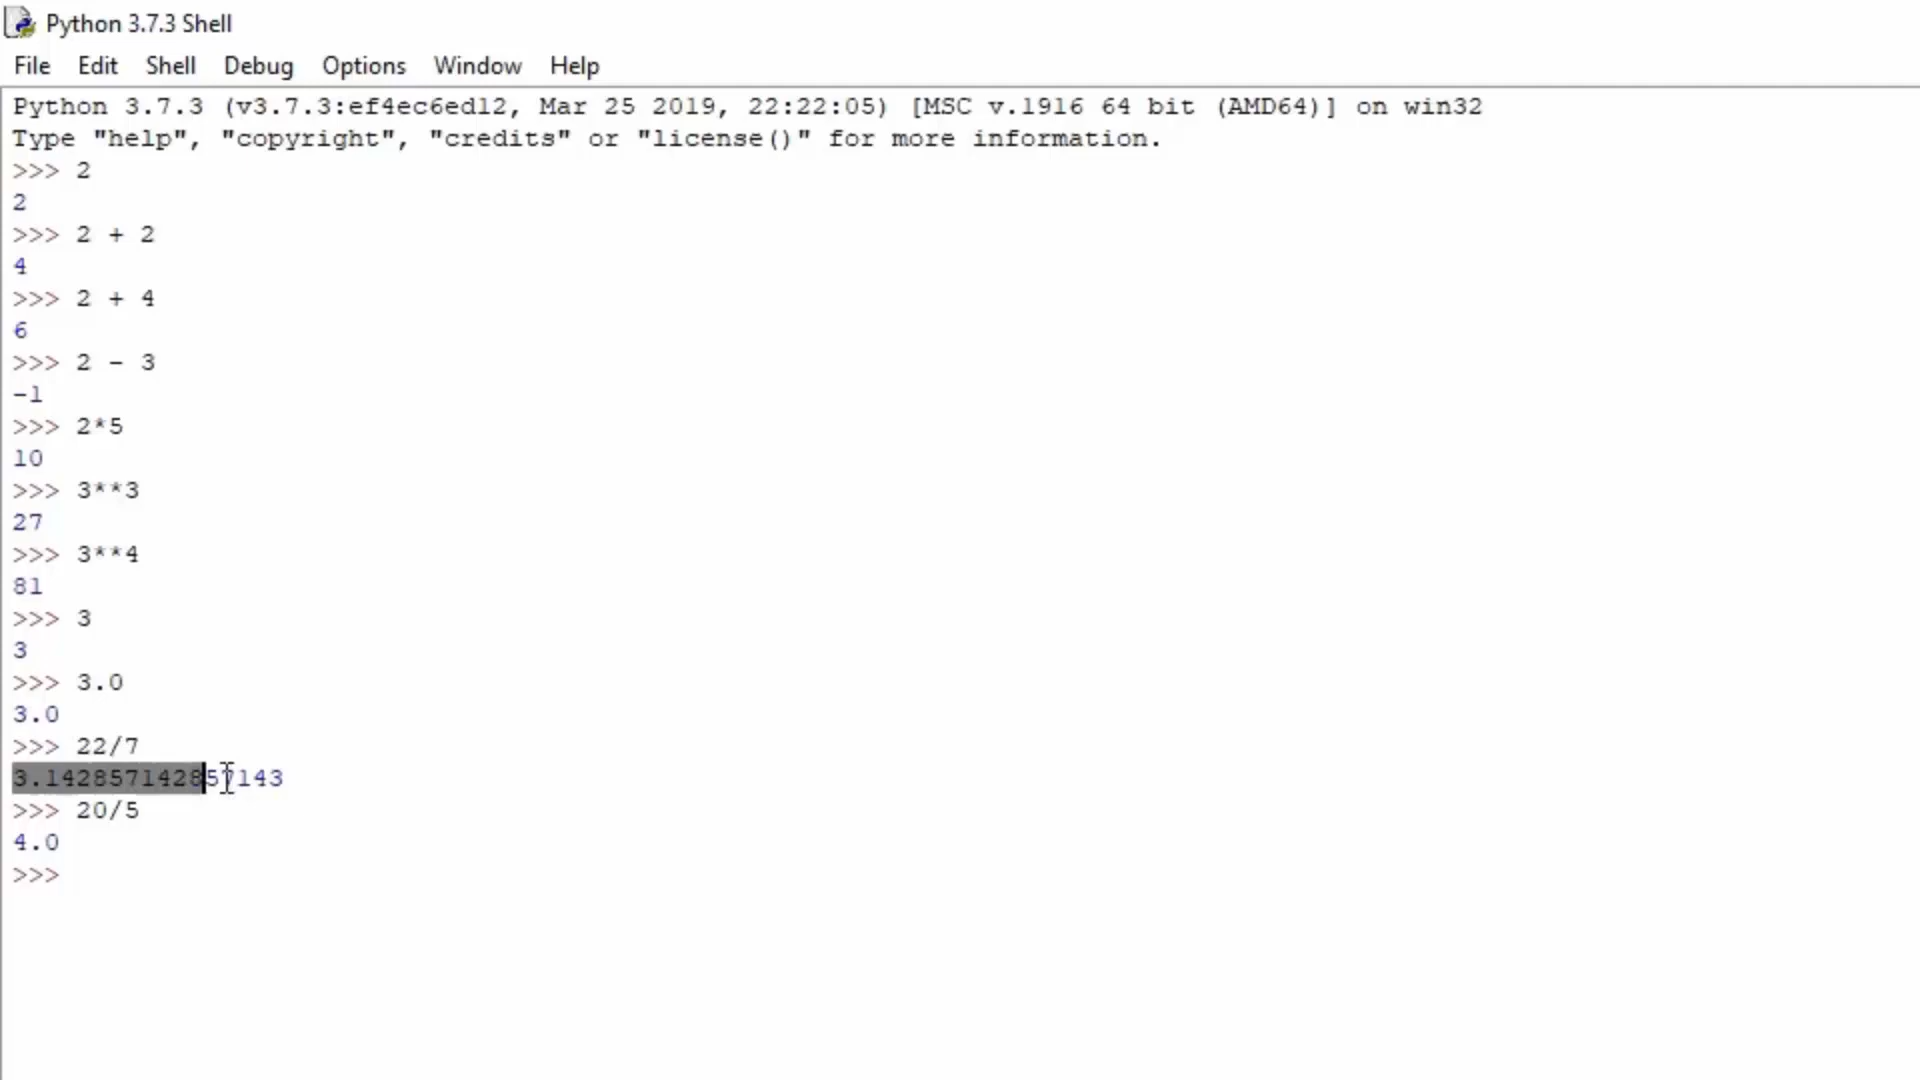 Python 3.7.3 Shell
File Edit Shell Debug Options Window Help
Python 3.7.3 (v3.7.3:ef4ec6ed12, Mar 25 2019, 22:22:05) [MSC v.1916 64 bit (AMD64)] on win32
Type "help", "copyright", "credits" or "license()" for more information.
>>> 2
2
>>> 2 + 2
4
>>> 2 + 4
6
>>> 2 - 3
-1
>>> 2*5
10
>>> 3**3
27
>>> 3**4
81
>>> 3
3
>>> 3.0
3.0
>>> 22/7
3.142857142857143
>>> 20/5
4.0
>>>